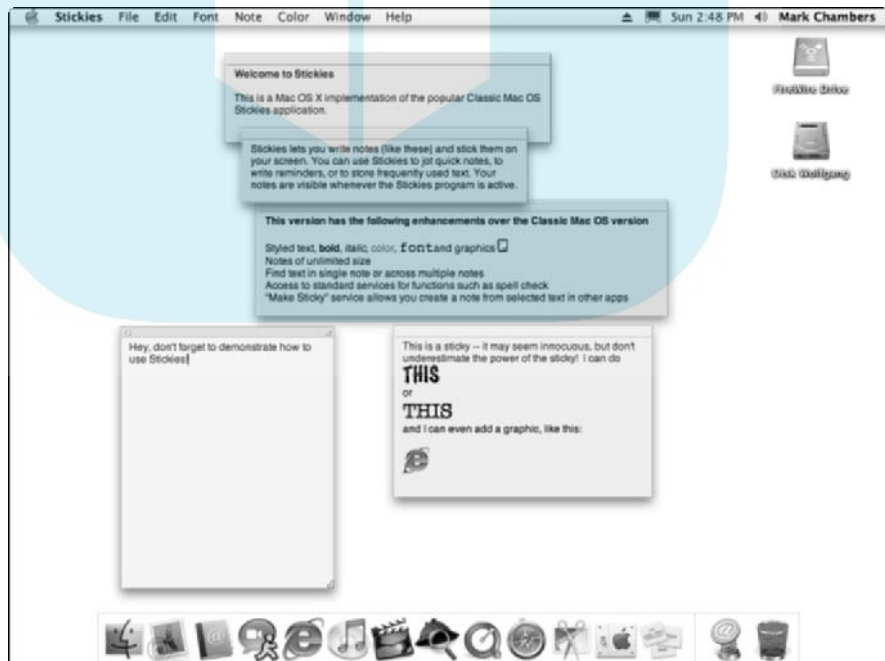 Stickies File Edit Font Note Color Window Help Sun 2:48 PM Mark Chambers
FireWire Drive
Disk Wolfgang
Welcome to Stickies
This is a Mac OS X implementation of the popular Classic Mac OS
Stickies application.
Stickies lets you write notes (like these) and stick them on
your screen. You can use Stickies to jot quick notes, to
write reminders, or to store frequently used text. Your
notes are visible whenever the Stickies program is active.
This version has the following enhancements over the Classic Mac OS version
Styled text, bold, italic, color, font and graphics
Notes of unlimited size
Find text in single note or across multiple notes
Access to standard services for functions such as spell check
"Make Sticky" service allows you create a note from selected text in other apps
Hey, don't forget to demonstrate how to
use Stickies!
This is a sticky -- it may seem innocuous, but don't
underestimate the power of the sticky! I can do
THIS
or
THIS
and I can even add a graphic, like this: